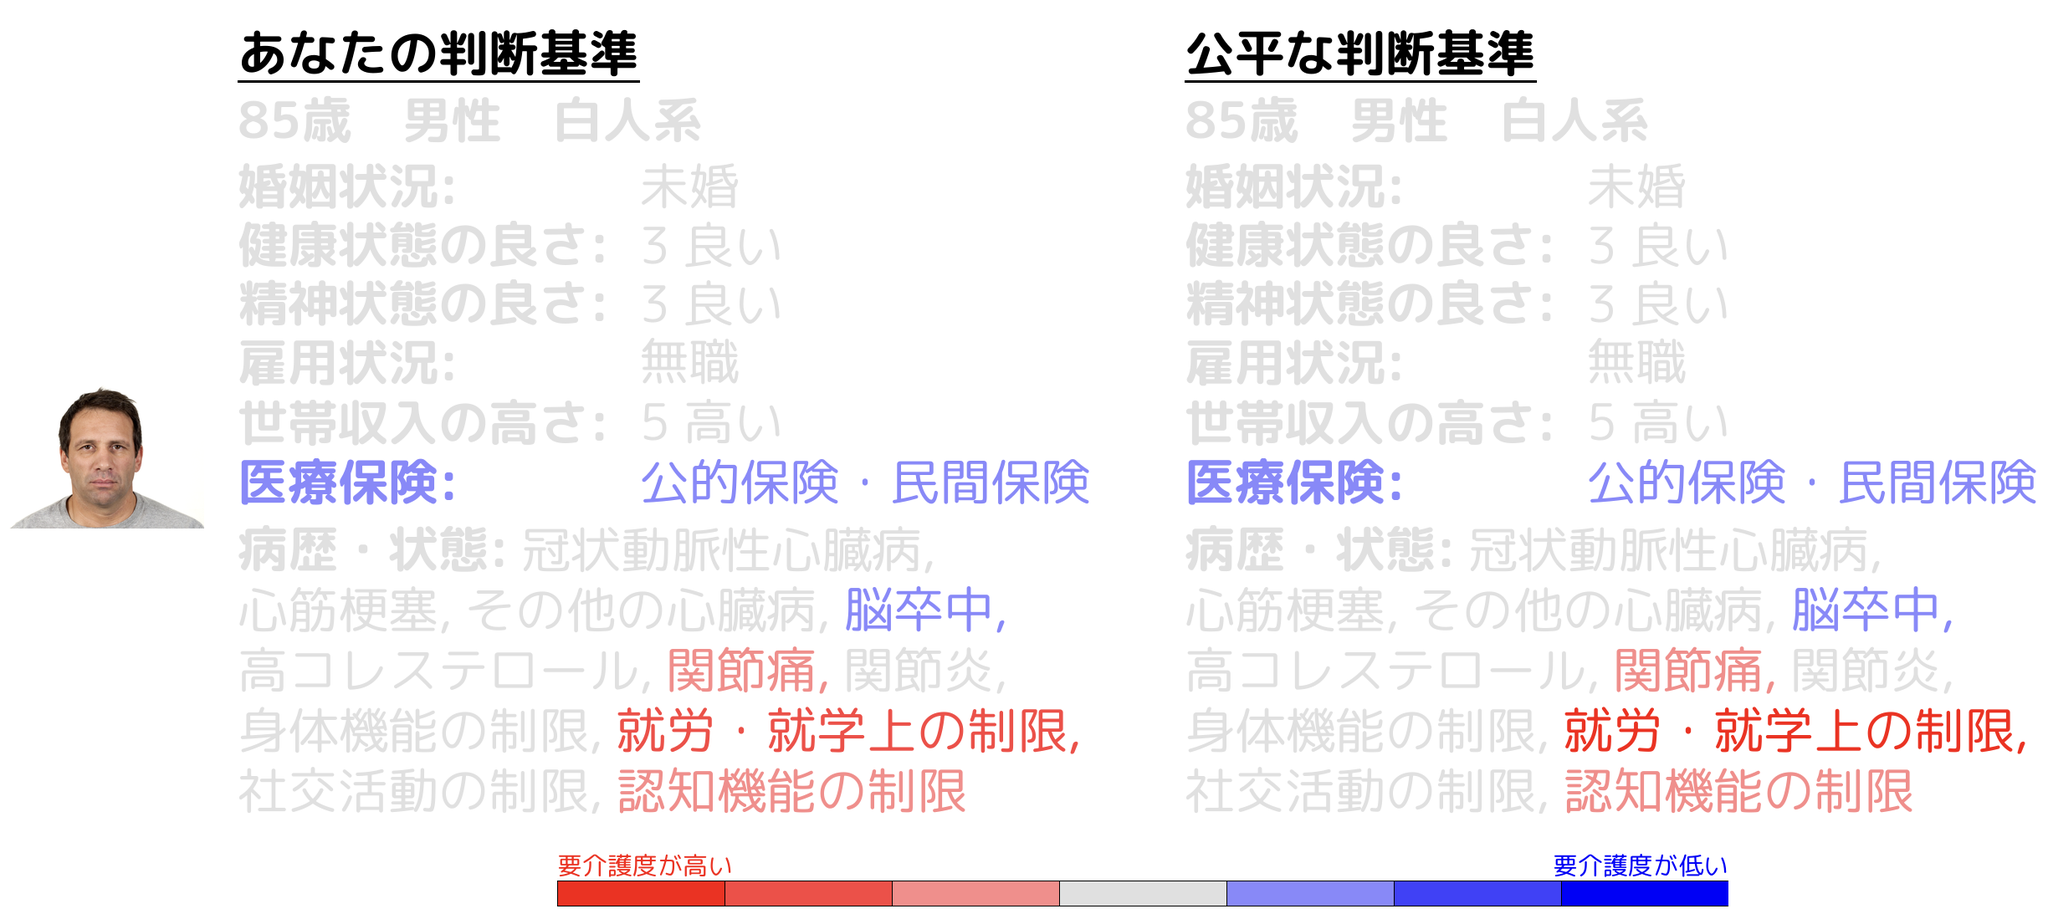 あなたの判断基準
85歳　男性　白人系
婚姻状況: 未婚
健康状態の良さ: 3 良い
精神状態の良さ: 3 良い
雇用状況: 無職
世帯収入の高さ: 5 高い
医療保険: 公的保険・民間保険
病歴・状態: 冠状動脈性心臓病,
心筋梗塞, その他の心臓病, 脳卒中,
高コレステロール, 関節痛, 関節炎,
身体機能の制限, 就労・就学上の制限,
社交活動の制限, 認知機能の制限
公平な判断基準
85歳　男性　白人系
婚姻状況: 未婚
健康状態の良さ: 3 良い
精神状態の良さ: 3 良い
雇用状況: 無職
世帯収入の高さ: 5 高い
医療保険: 公的保険・民間保険
病歴・状態: 冠状動脈性心臓病,
心筋梗塞, その他の心臓病, 脳卒中,
高コレステロール, 関節痛, 関節炎,
身体機能の制限, 就労・就学上の制限,
社交活動の制限, 認知機能の制限
要介護度が高い
要介護度が低い